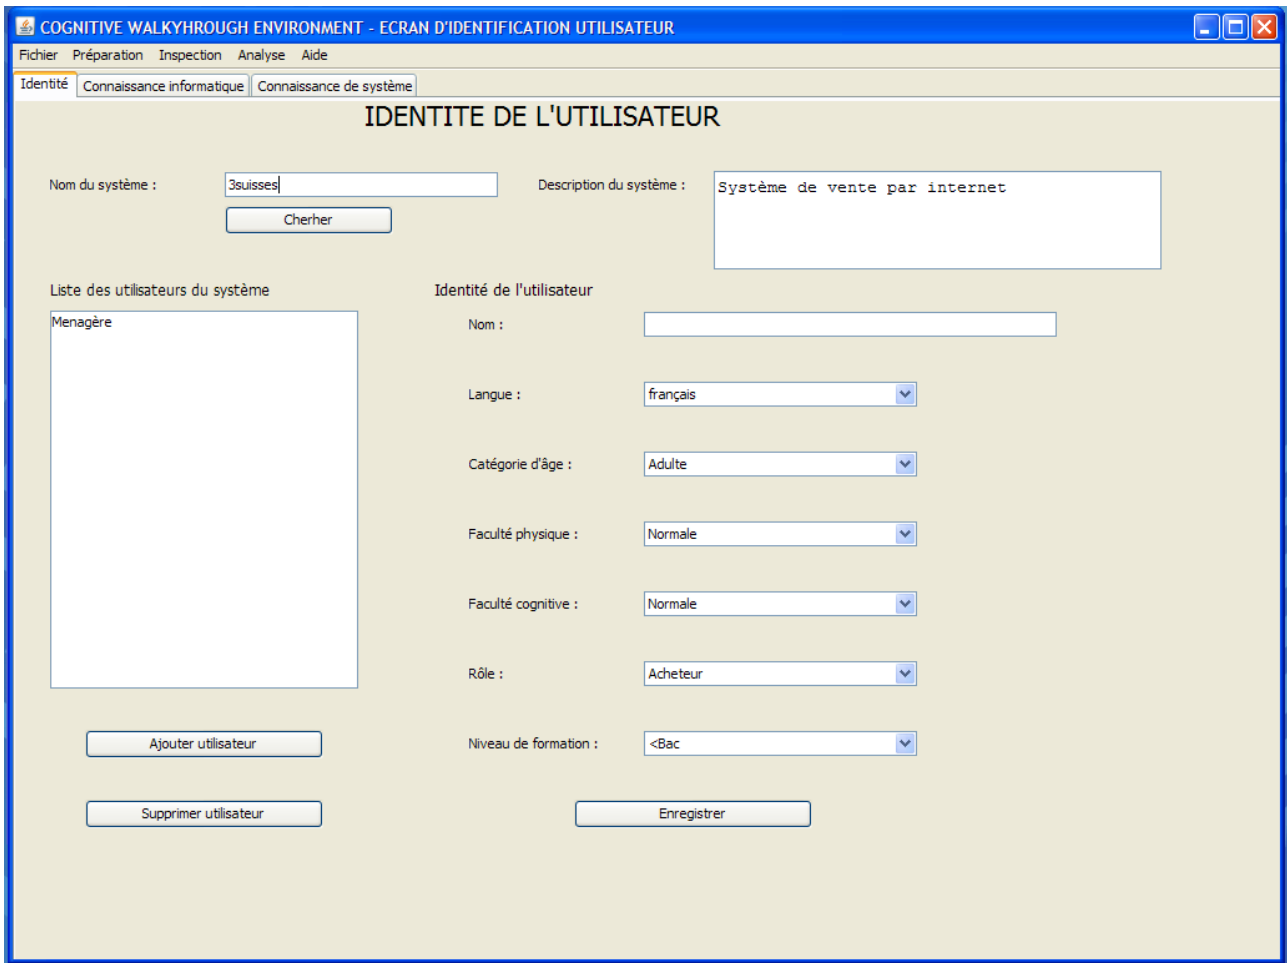 COGNITIVE WALKYHROUGH ENVIRONMENT - ECRAN D'IDENTIFICATION UTILISATEUR
Fichier Préparation Inspection Analyse Aide
Identité Connaissance informatique Connaissance de système
IDENTITE DE L'UTILISATEUR
Nom du système : 3suisses Description du système : Système de vente par internet
Cherher
Liste des utilisateurs du système Identité de l'utilisateur
Menagère Nom :
Langue : français
Catégorie d'âge : Adulte
Faculté physique : Normale
Faculté cognitive : Normale
Rôle : Acheteur
Ajouter utilisateur Niveau de formation : <Bac
Supprimer utilisateur Enregistrer